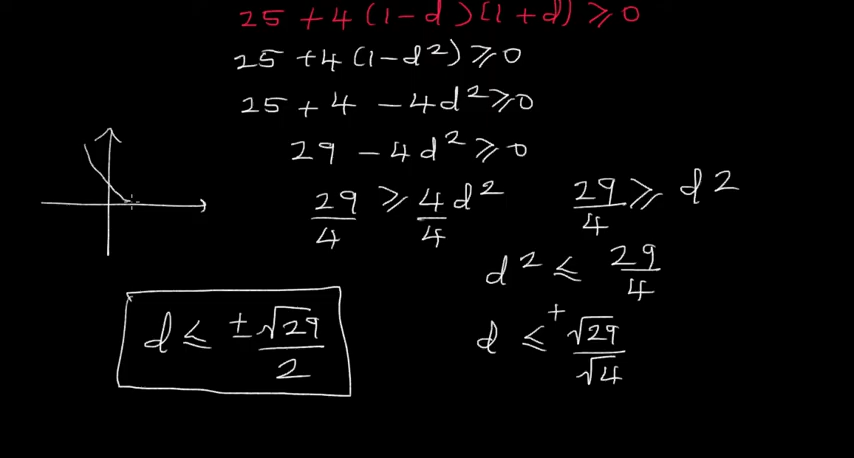 25 + 4 (1 - d) (1 + d) ⩾ 0
25 + 4 (1 - d²) ⩾ 0
25 + 4 - 4d² ⩾ 0
29 - 4d² ⩾ 0
29/4 ⩾ 4/4 d²
29/4 ⩾ d2
d² ⩽ 29/4
d ⩽ +√29/√4
d ⩽ ±√29/2